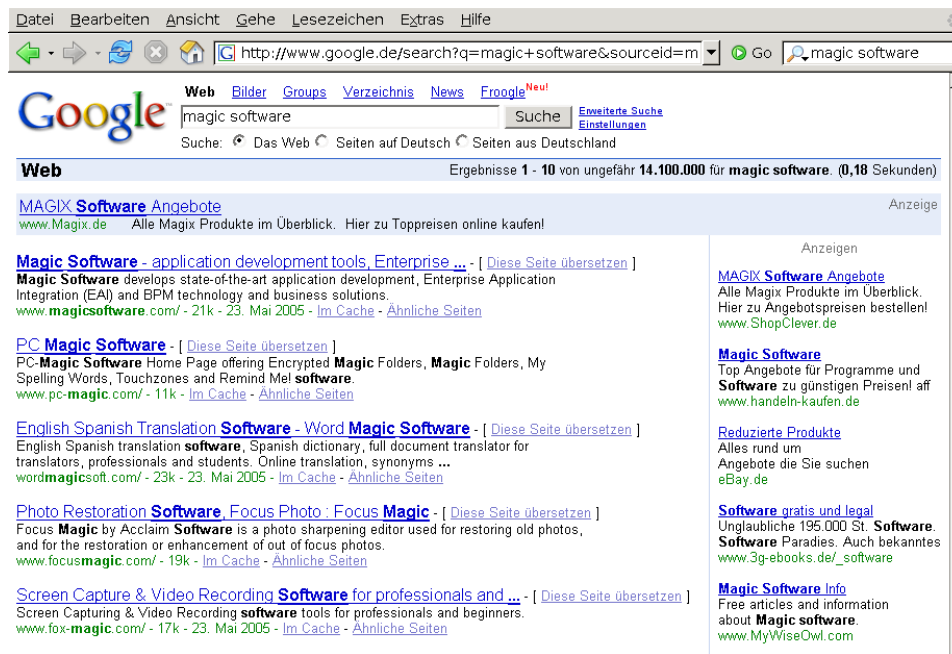 Datei Bearbeiten Ansicht Gehe Lesezeichen Extras Hilfe
http://www.google.de/search?q=magic+software&sourceid=m Go magic software
Google Web Bilder Groups Verzeichnis News Froogle Neu!
magic software Suche Erweiterte Suche
Einstellungen
Suche: Das Web Seiten auf Deutsch Seiten aus Deutschland
Web Ergebnisse 1 - 10 von ungefähr 14.100.000 für magic software. (0,18 Sekunden)
MAGIX Software Angebote Anzeige
www.Magix.de Alle Magix Produkte im Überblick. Hier zu Toppreisen online kaufen!
Magic Software - application development tools, Enterprise ... - [ Diese Seite übersetzen ]
Magic Software develops state-of-the-art application development, Enterprise Application
Integration (EAI) and BPM technology and business solutions.
www.magicsoftware.com/ - 21k - 23. Mai 2005 - Im Cache - Ähnliche Seiten
PC Magic Software - [ Diese Seite übersetzen ]
PC-Magic Software Home Page offering Encrypted Magic Folders, Magic Folders, My
Spelling Words, Touchzones and Remind Me! software.
www.pc-magic.com/ - 11k - Im Cache - Ähnliche Seiten
English Spanish Translation Software - Word Magic Software - [ Diese Seite übersetzen ]
English Spanish translation software, Spanish dictionary, full document translator for
translators, professionals and students. Online translation, synonyms ...
wordmagicsoft.com/ - 23k - 23. Mai 2005 - Im Cache - Ähnliche Seiten
Photo Restoration Software, Focus Photo : Focus Magic - [ Diese Seite übersetzen ]
Focus Magic by Acclaim Software is a photo sharpening editor used for restoring old photos,
and for the restoration or enhancement of out of focus photos.
www.focusmagic.com/ - 19k - Im Cache - Ähnliche Seiten
Screen Capture & Video Recording Software for professionals and ... - [ Diese Seite übersetzen ]
Screen Capturing & Video Recording software tools for professionals and beginners.
www.fox-magic.com/ - 17k - 23. Mai 2005 - Im Cache - Ähnliche Seiten
Anzeigen
MAGIX Software Angebote
Alle Magix Produkte im Überblick.
Hier zu Angebotspreisen bestellen!
www.ShopClever.de
Magic Software
Top Angebote für Programme und
Software zu günstigen Preisen! aff
www.handeln-kaufen.de
Reduzierte Produkte
Alles rund um
Angebote die Sie suchen
eBay.de
Software gratis und legal
Unglaubliche 195.000 St. Software.
Software Paradies. Auch bekanntes
www.3g-ebooks.de/_software
Magic Software Info
Free articles and information
about Magic software.
www.MyWiseOwl.com